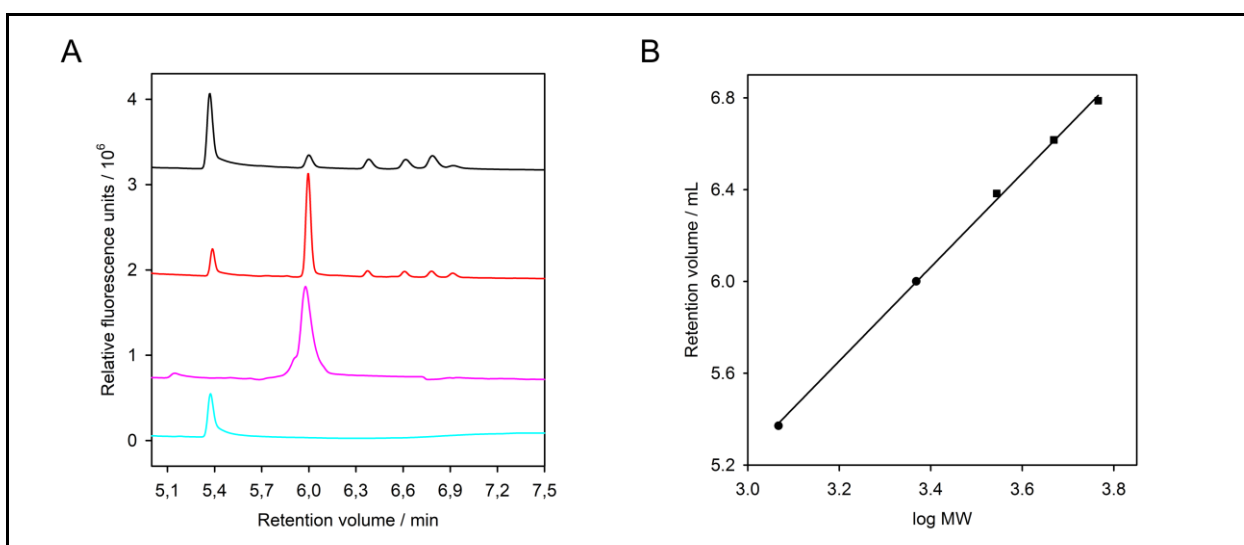 A
Relative fluorescence units / 10⁶
4
3
2
1
0
5,1 5,4 5,7 6,0 6,3 6,6 6,9 7,2 7,5
Retention volume / min
B
Retention volume / mL
6.8
6.4
6.0
5.6
5.2
3.0 3.2 3.4 3.6 3.8
log MW